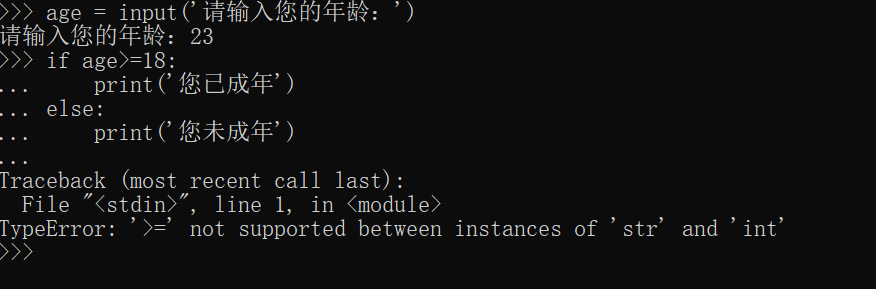 >>> age = input('请输入您的年龄：')
请输入您的年龄：23
>>> if age>=18:
...     print('您已成年')
... else:
...     print('您未成年')
...
Traceback (most recent call last):
  File "<stdin>", line 1, in <module>
TypeError: '>=' not supported between instances of 'str' and 'int'
>>>